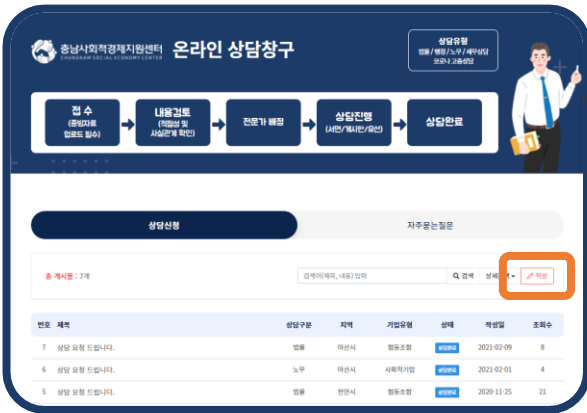 충남사회적경제지원센터 온라인 상담창구
CHUNGNAM SOCIAL ECONOMY CENTER
상담유형
법률 / 행정 / 노무 / 세무상담
코로나 고충상담
접 수
(증빙자료
업로드 필수)
내용검토
(적절성 및
사실관계 확인)
전문가 배정
상담진행
(서면/게시판/유선)
상담완료
상담신청 자주묻는질문
총 게시물 : 7개 검색어(제목, 내용) 입력 검색 작성
번호 제목 상담구분 지역 기업유형 상태 작성일 조회수
7 상담 요청 드립니다. 법률 아산시 협동조합 상담완료 2021-02-09 8
6 상담 요청 드립니다. 노무 아산시 사회적기업 상담완료 2021-02-01 4
5 상담 요청 드립니다. 법률 천안시 협동조합 상담완료 2020-11-25 21